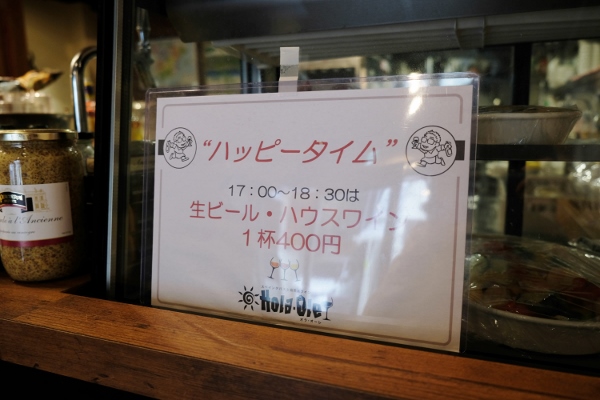 “ハッピータイム”
17：00～18：30は
生ビール・ハウスワイン
１杯400円
Hola・Ole
à l'Ancienne